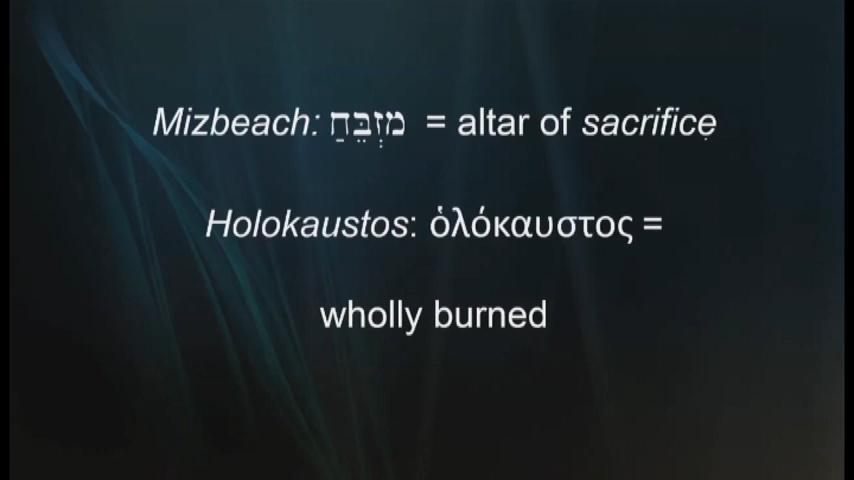 Mizbeach: מִזְבֵּחַ = altar of sacrifice
Holokaustos: ὁλόκαυστος =
wholly burned